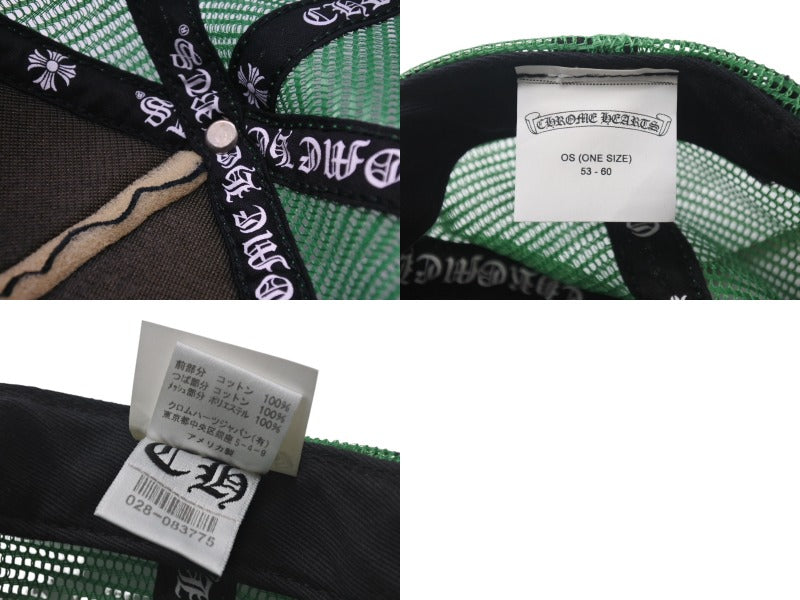 CHROME HEARTS
OS (ONE SIZE)
53 - 60
前部分 コットン 100%
つば部分 コットン 100%
メッシュ部分 ポリエステル 100%
クロムハーツジャパン(有)
東京都中央区銀座5-4-9
アメリカ製
CH
028-083775